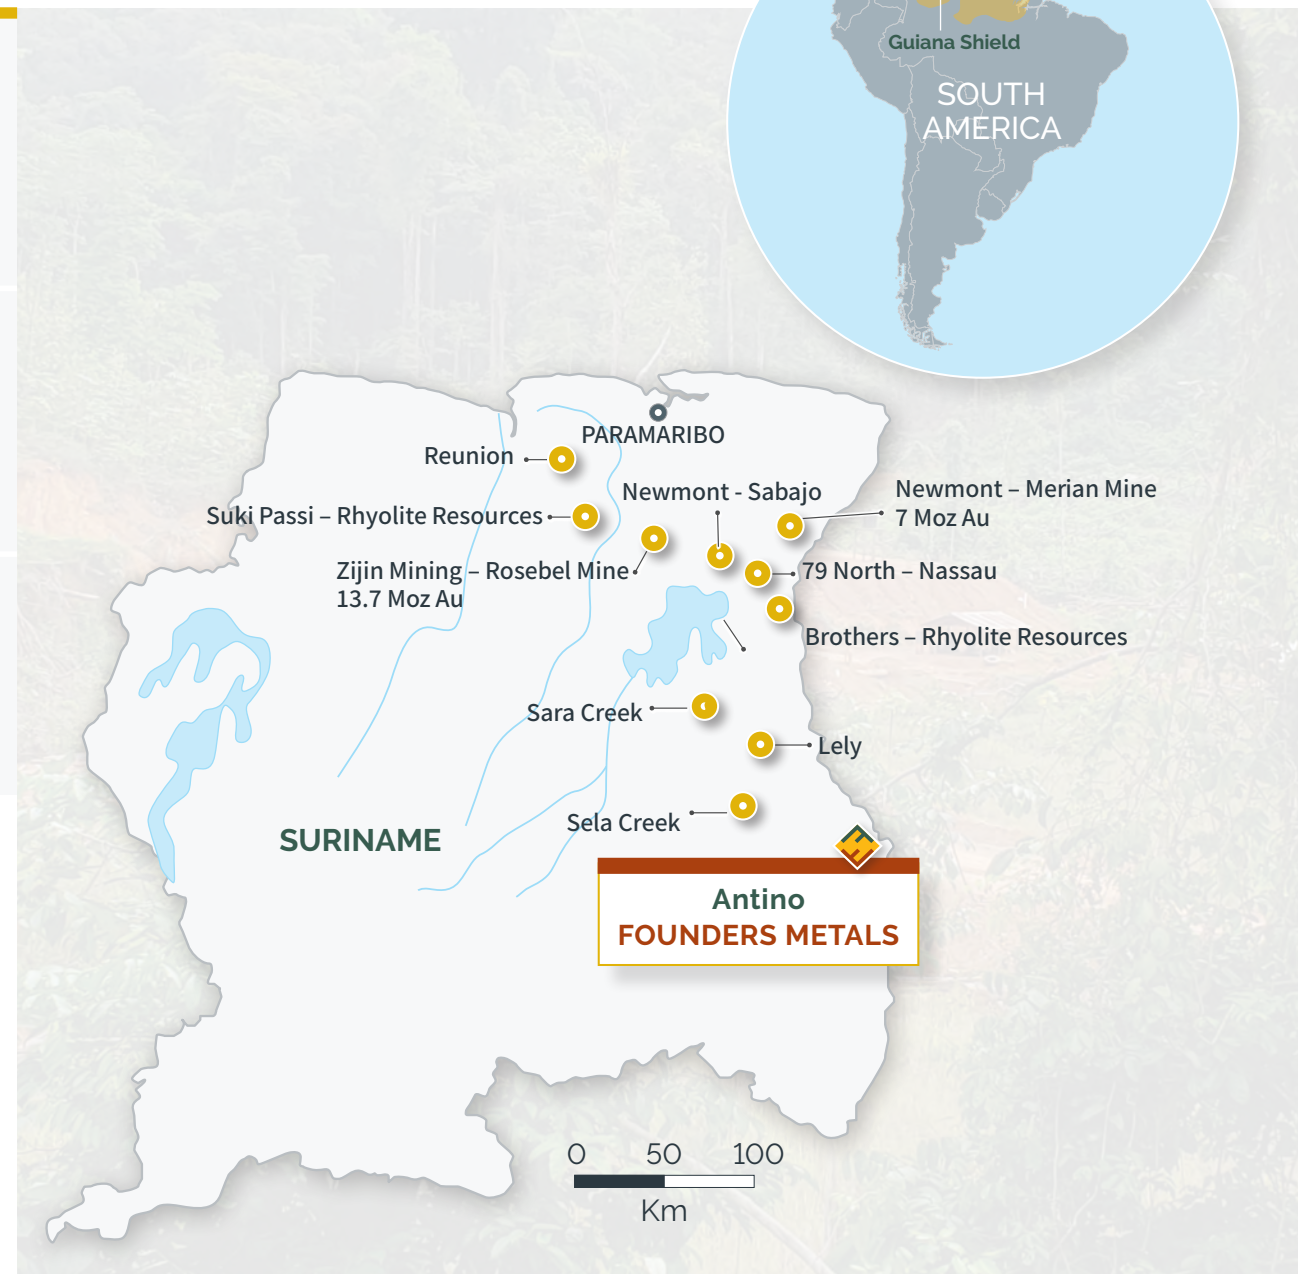 Guiana Shield
SOUTH
AMERICA
PARAMARIBO
Reunion
Newmont - Sabajo
Newmont – Merian Mine
7 Moz Au
Suki Passi – Rhyolite Resources
Zijin Mining – Rosebel Mine
13.7 Moz Au
79 North – Nassau
Brothers – Rhyolite Resources
Sara Creek
Lely
Sela Creek
SURINAME
Antino
FOUNDERS METALS
0 50 100
Km